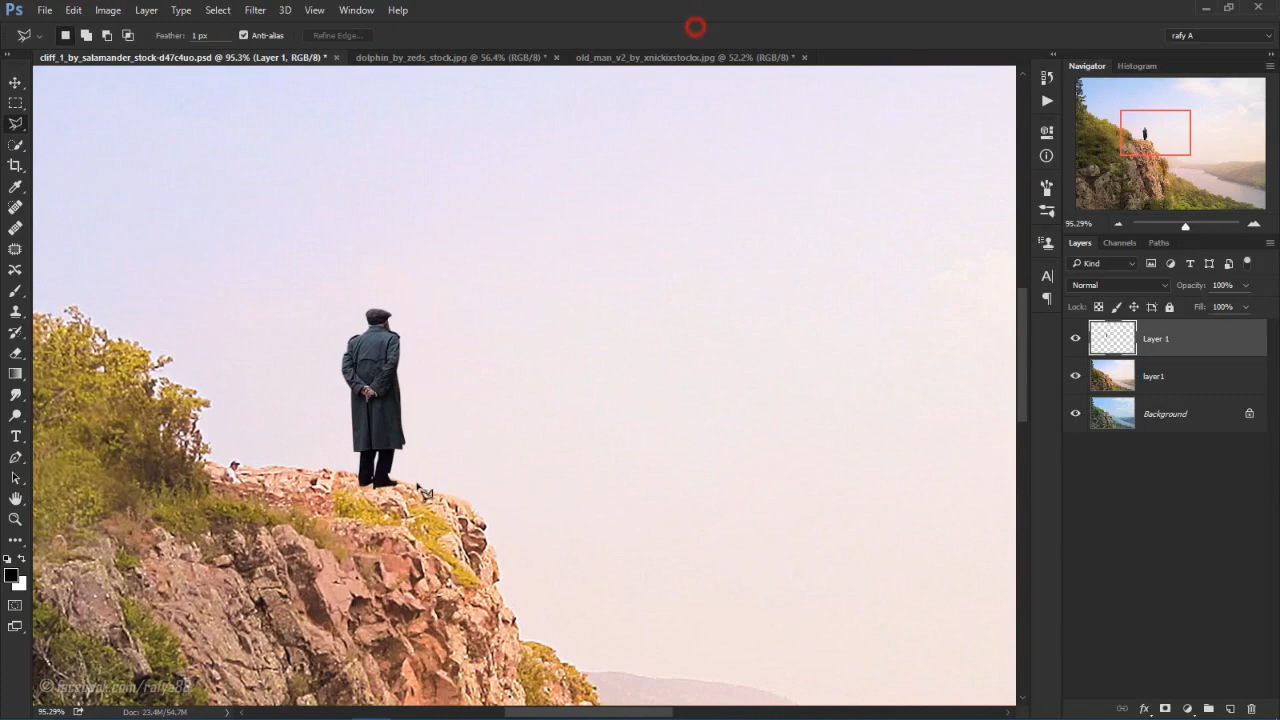 Ps File Edit Image Layer Type Select Filter 3D View Window Help
Feather: 1 px Anti-alias Refine Edge... rafy A
cliff_1_by_salamander_stock-d47c4uo.psd @ 95.3% (Layer 1, RGB/8) * × dolphin_by_zeds_stock.jpg @ 56.4% (RGB/8) * × old_man_v2_by_xnickixstockx.jpg @ 52.2% (RGB/8) * ×
Navigator Histogram
95.29%
Layers Channels Paths
Kind
Normal Opacity: 100%
Lock: Fill: 100%
Layer 1
layer1
Background
© facebook.com/rafya88
95.29% Doc: 23.4M/54.7M